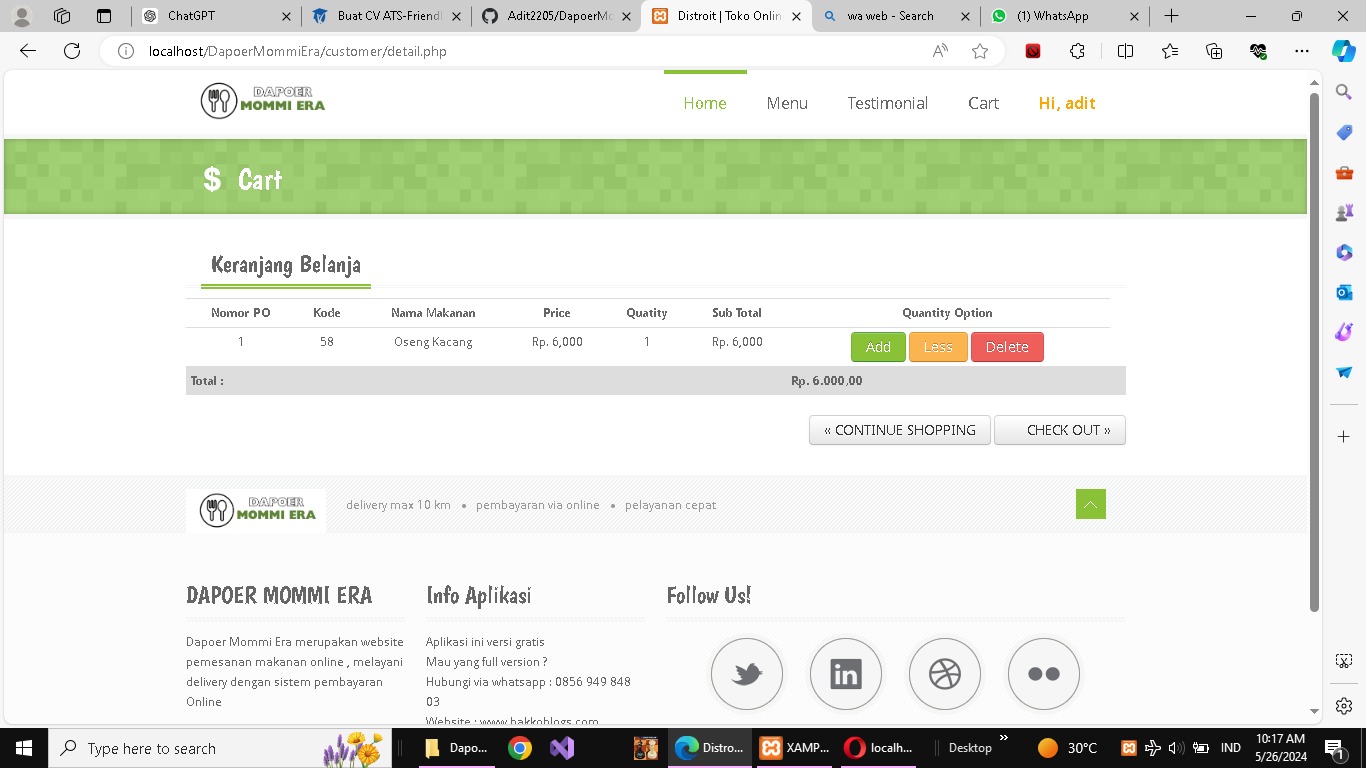 ChatGPT
Buat CV ATS-Friendl
Adit2205/DapoerMo
Distroit | Toko Onlin
wa web - Search
(1) WhatsApp
localhost/DapoerMommiEra/customer/detail.php
DAPOER
MOMMI ERA
Home
Menu
Testimonial
Cart
Hi, adit
$ Cart
Keranjang Belanja
Nomor PO Kode Nama Makanan Price Quatity Sub Total Quantity Option
1 58 Oseng Kacang Rp. 6,000 1 Rp. 6,000 Add Less Delete
Total : Rp. 6.000,00
« CONTINUE SHOPPING
CHECK OUT »
DAPOER
MOMMI ERA
delivery max 10 km • pembayaran via online • pelayanan cepat
DAPOER MOMMI ERA
Dapoer Mommi Era merupakan website
pemesanan makanan online , melayani
delivery dengan sistem pembayaran
Online
Info Aplikasi
Aplikasi ini versi gratis
Mau yang full version ?
Hubungi via whatsapp : 0856 949 848
03
Website : www.hakkoblogs.com
Follow Us!
Type here to search
Dapo...
Distro...
XAMP...
localh...
Desktop
30°C
IND
10:17 AM
5/26/2024
1